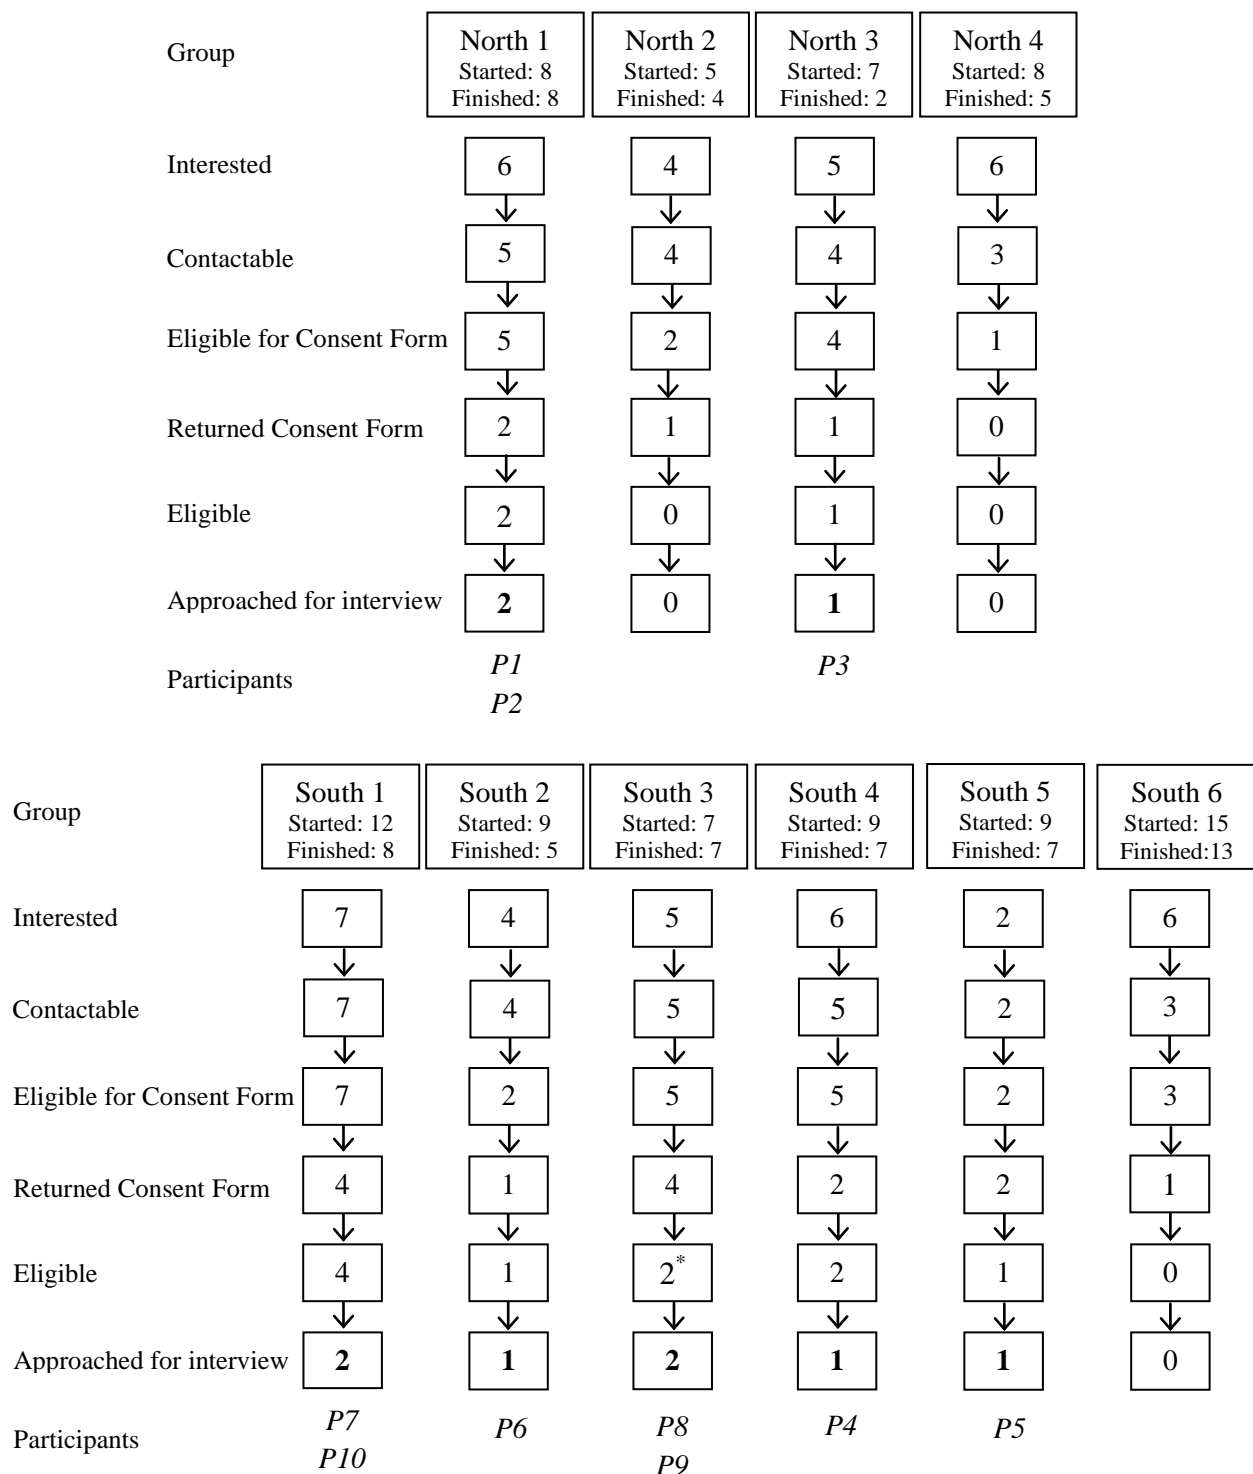 Group
North 1
Started: 8
Finished: 8
North 2
Started: 5
Finished: 4
North 3
Started: 7
Finished: 2
North 4
Started: 8
Finished: 5
Interested
6
4
5
6
Contactable
5
4
4
3
Eligible for Consent Form
5
2
4
1
Returned Consent Form
2
1
1
0
Eligible
2
0
1
0
Approached for interview
2
0
1
0
Participants
P1
P2
P3
Group
South 1
Started: 12
Finished: 8
South 2
Started: 9
Finished: 5
South 3
Started: 7
Finished: 7
South 4
Started: 9
Finished: 7
South 5
Started: 9
Finished: 7
South 6
Started: 15
Finished:13
Interested
7
4
5
6
2
6
Contactable
7
4
5
5
2
3
Eligible for Consent Form
7
2
5
5
2
3
Returned Consent Form
4
1
4
2
2
1
Eligible
4
1
2*
2
1
0
Approached for interview
2
1
2
1
1
0
Participants
P7
P10
P6
P8
P9
P4
P5